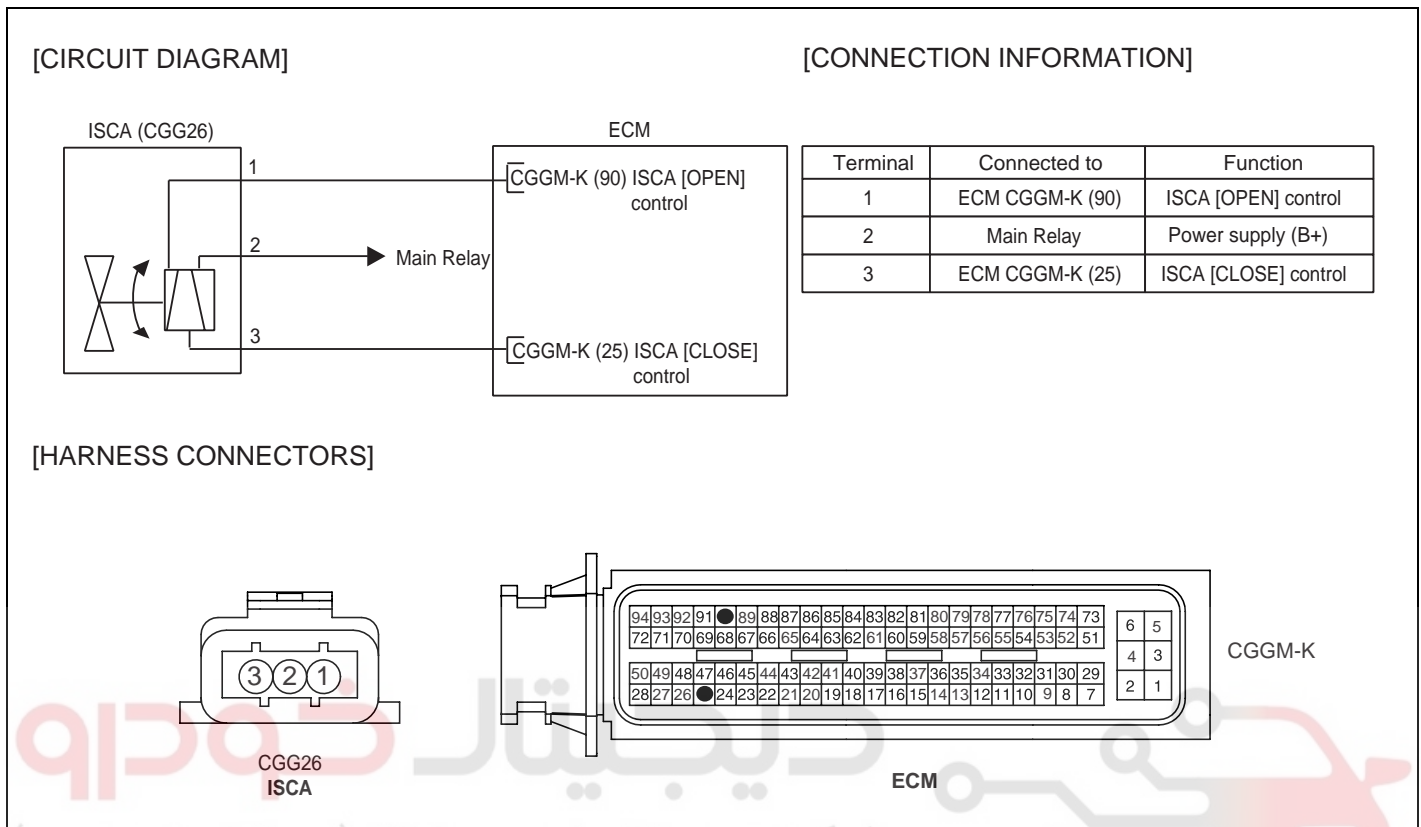 [CIRCUIT DIAGRAM]
[CONNECTION INFORMATION]
ISCA (CGG26)
ECM
1
CGGM-K (90) ISCA [OPEN]
control
2
Main Relay
3
CGGM-K (25) ISCA [CLOSE]
control
Terminal Connected to Function
1 ECM CGGM-K (90) ISCA [OPEN] control
2 Main Relay Power supply (B+)
3 ECM CGGM-K (25) ISCA [CLOSE] control
[HARNESS CONNECTORS]
3 2 1
CGG26
ISCA
94 93 92 91 89 88 87 86 85 84 83 82 81 80 79 78 77 76 75 74 73
72 71 70 69 68 67 66 65 64 63 62 61 60 59 58 57 56 55 54 53 52 51
50 49 48 47 46 45 44 43 42 41 40 39 38 37 36 35 34 33 32 31 30 29
28 27 26 24 23 22 21 20 19 18 17 16 15 14 13 12 11 10 9 8 7
6 5
4 3
2 1
CGGM-K
ECM
دیجیتال خودرو